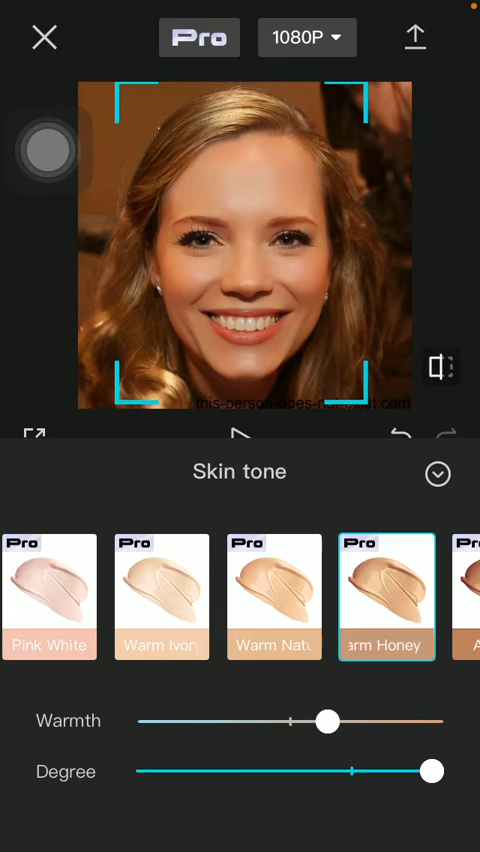 Pro
1080P
this-person-does-not-exist.com
Skin tone
Pro
Pro
Pro
Pro
Pro
Pink White
Warm Ivory
Warm Natu
arm Honey
A
Warmth
Degree